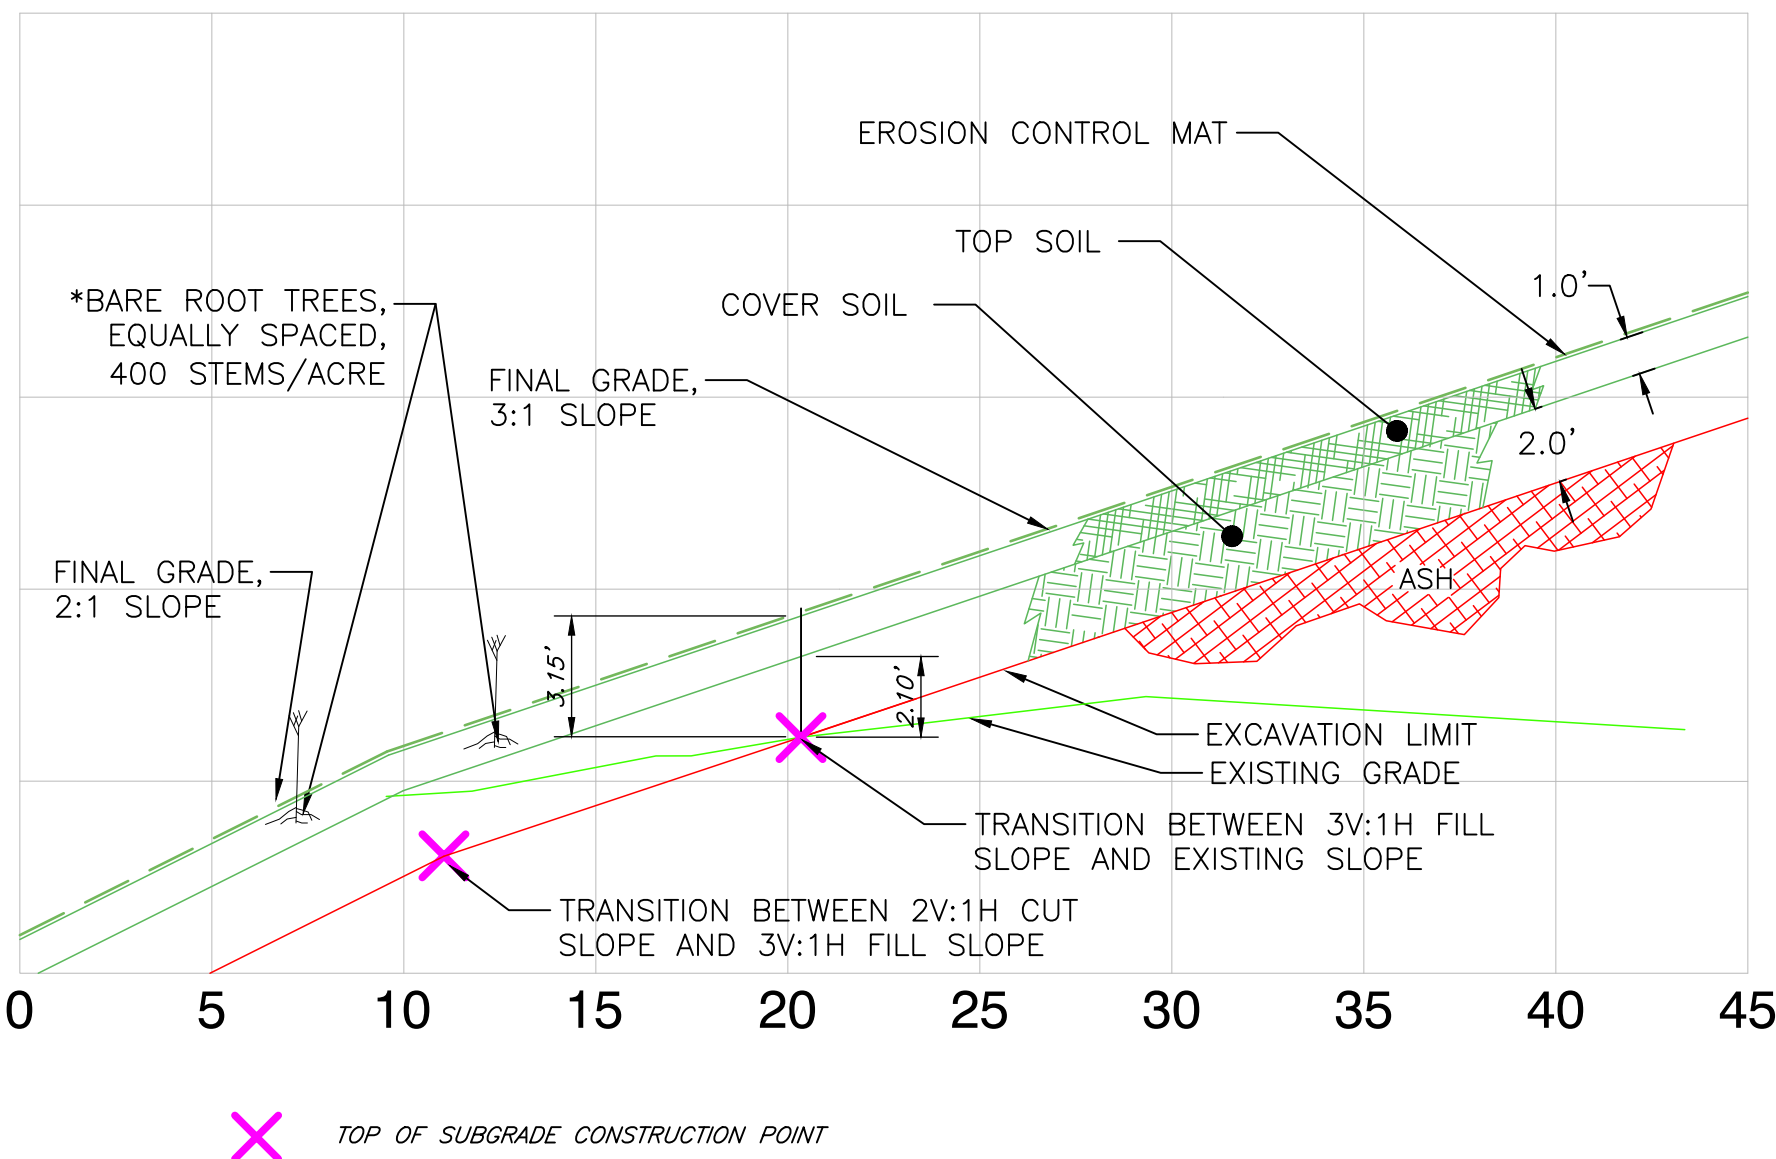 EROSION CONTROL MAT
TOP SOIL
COVER SOIL
1.0'
*BARE ROOT TREES,
EQUALLY SPACED,
400 STEMS/ACRE
FINAL GRADE,
3:1 SLOPE
2.0'
ASH
FINAL GRADE,
2:1 SLOPE
3.15'
2.10'
EXCAVATION LIMIT
EXISTING GRADE
TRANSITION BETWEEN 3V:1H FILL
SLOPE AND EXISTING SLOPE
TRANSITION BETWEEN 2V:1H CUT
SLOPE AND 3V:1H FILL SLOPE
0 5 10 15 20 25 30 35 40 45
TOP OF SUBGRADE CONSTRUCTION POINT